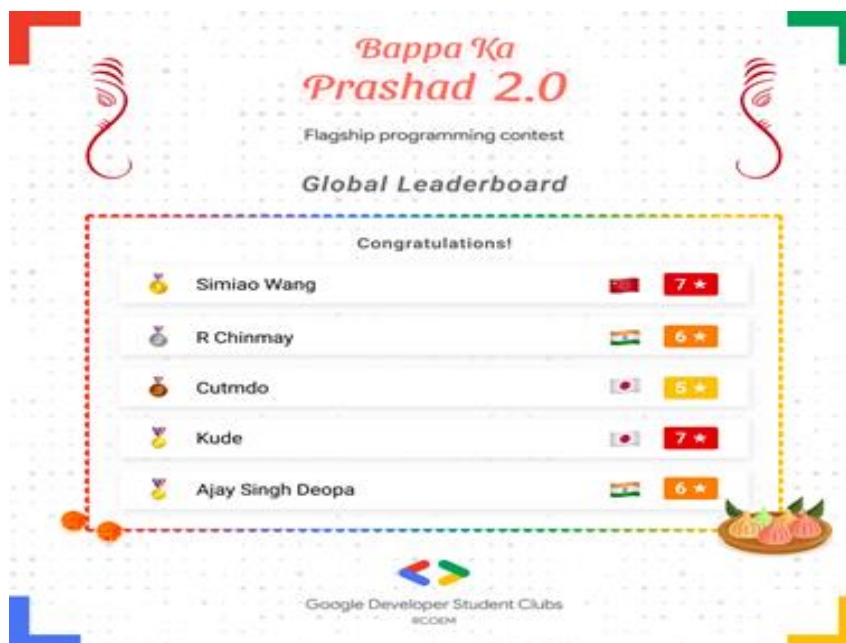 Bappa Ka
Prashad 2.0
Flagship programming contest
Global Leaderboard
Congratulations!
Simiao Wang 7 ★
R Chinmay 6 ★
Cutmdo 5 ★
Kude 7 ★
Ajay Singh Deopa 6 ★
Google Developer Student Clubs
RCOEM